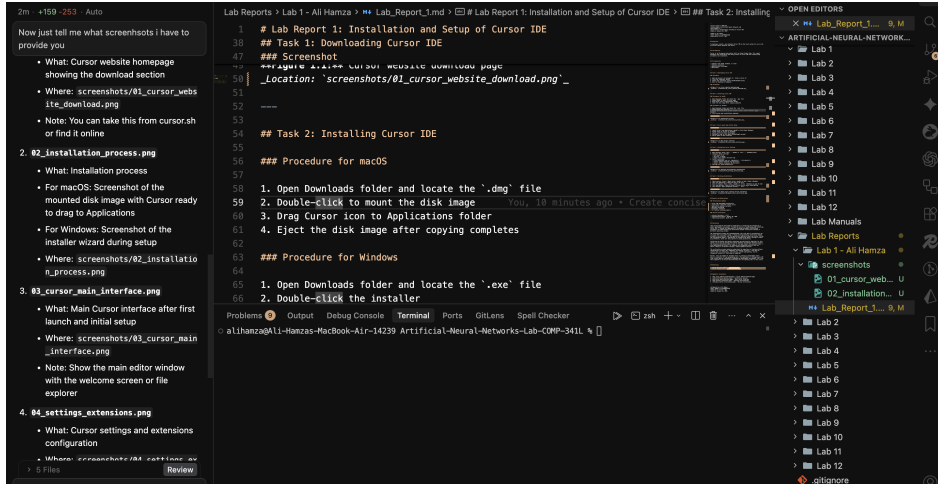 2m · +159 -253 · Auto
Now just tell me what screenhsots i have to
provide you
• What: Cursor website homepage
showing the download section
• Where: screenshots/01_cursor_webs
ite_download.png
• Note: You can take this from cursor.sh
or find it online
2. 02_installation_process.png
• What: Installation process
• For macOS: Screenshot of the
mounted disk image with Cursor ready
to drag to Applications
• For Windows: Screenshot of the
installer wizard during setup
• Where: screenshots/02_installatio
n_process.png
3. 03_cursor_main_interface.png
• What: Main Cursor interface after first
launch and initial setup
• Where: screenshots/03_cursor_main
_interface.png
• Note: Show the main editor window
with the welcome screen or file
explorer
4. 04_settings_extensions.png
• What: Cursor settings and extensions
configuration
• Where: screenshots/04_settings_ex
> 5 Files
Review
Lab Reports > Lab 1 - Ali Hamza > Lab_Report_1.md > # Lab Report 1: Installation and Setup of Cursor IDE > ## Task 2: Installing
1 # Lab Report 1: Installation and Setup of Cursor IDE
38 ## Task 1: Downloading Cursor IDE
47 ### Screenshot
49 **Figure 1.1:** Cursor website download page
50 _Location: `screenshots/01_cursor_website_download.png`_
51
52 ---
53
54 ## Task 2: Installing Cursor IDE
55
56 ### Procedure for macOS
57
58 1. Open Downloads folder and locate the `.dmg` file
59 2. Double-click to mount the disk image You, 10 minutes ago • Create concise
60 3. Drag Cursor icon to Applications folder
61 4. Eject the disk image after copying completes
62
63 ### Procedure for Windows
64
65 1. Open Downloads folder and locate the `.exe` file
66 2. Double-click the installer
Problems 9 Output Debug Console Terminal Ports GitLens Spell Checker
zsh
alihamza@Ali-Hamzas-MacBook-Air-14239 Artificial-Neural-Networks-Lab-COMP-341L %
OPEN EDITORS
Lab_Report_1.... 9, M
ARTIFICIAL-NEURAL-NETWORK...
Lab 1
Lab 2
Lab 3
Lab 4
Lab 5
Lab 6
Lab 7
Lab 8
Lab 9
Lab 10
Lab 11
Lab 12
Lab Manuals
Lab Reports
Lab 1 - Ali Hamza
screenshots
01_cursor_web... U
02_installation... U
Lab_Report_1.... 9, M
Lab 2
Lab 3
Lab 4
Lab 5
Lab 6
Lab 7
Lab 8
Lab 9
Lab 10
Lab 11
Lab 12
.gitignore